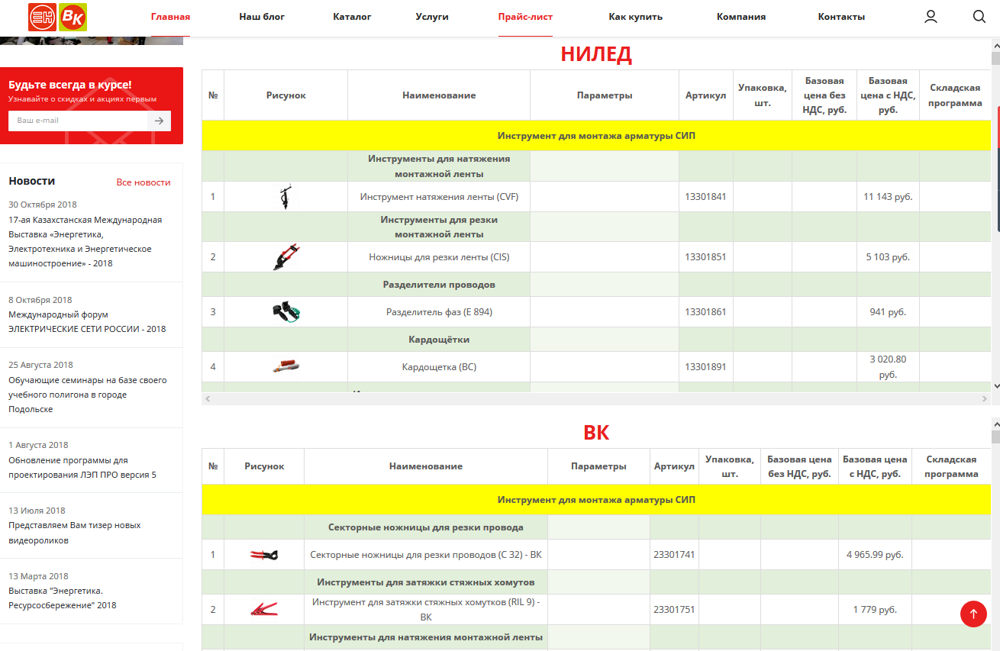 ЕН ВК Главная Наш блог Каталог Услуги Прайс-лист Как купить Компания Контакты
Будьте всегда в курсе!
Узнавайте о скидках и акциях первым
Ваш e-mail
Новости Все новости
30 Октября 2018
17-ая Казахстанская Международная
Выставка «Энергетика,
Электротехника и Энергетическое
машиностроение» - 2018
8 Октября 2018
Международный форум
ЭЛЕКТРИЧЕСКИЕ СЕТИ РОССИИ - 2018
25 Августа 2018
Обучающие семинары на базе своего
учебного полигона в городе
Подольске
1 Августа 2018
Обновление программы для
проектирования ЛЭП ПРО версия 5
13 Июля 2018
Представляем Вам тизер новых
видеороликов
13 Марта 2018
Выставка "Энергетика.
Ресурсосбережение" 2018
НИЛЕД
№ Рисунок Наименование Параметры Артикул Упаковка, шт. Базовая цена без НДС, руб. Базовая цена с НДС, руб. Складская программа
Инструмент для монтажа арматуры СИП
Инструменты для натяжения
монтажной ленты
1 Инструмент натяжения ленты (CVF) 13301841 11 143 руб.
Инструменты для резки
монтажной ленты
2 Ножницы для резки ленты (CIS) 13301851 5 103 руб.
Разделители проводов
3 Разделитель фаз (Е 894) 13301861 941 руб.
Кардощётки
4 Кардощетка (ВС) 13301891 3 020.80 руб.
ВК
№ Рисунок Наименование Параметры Артикул Упаковка, шт. Базовая цена без НДС, руб. Базовая цена с НДС, руб. Складская программа
Инструмент для монтажа арматуры СИП
Секторные ножницы для резки провода
1 Секторные ножницы для резки проводов (С 32) - ВК 23301741 4 965.99 руб.
Инструменты для затяжки стяжных хомутов
2 Инструмент для затяжки стяжных хомутков (RIL 9) - ВК 23301751 1 779 руб.
Инструменты для натяжения монтажной ленты